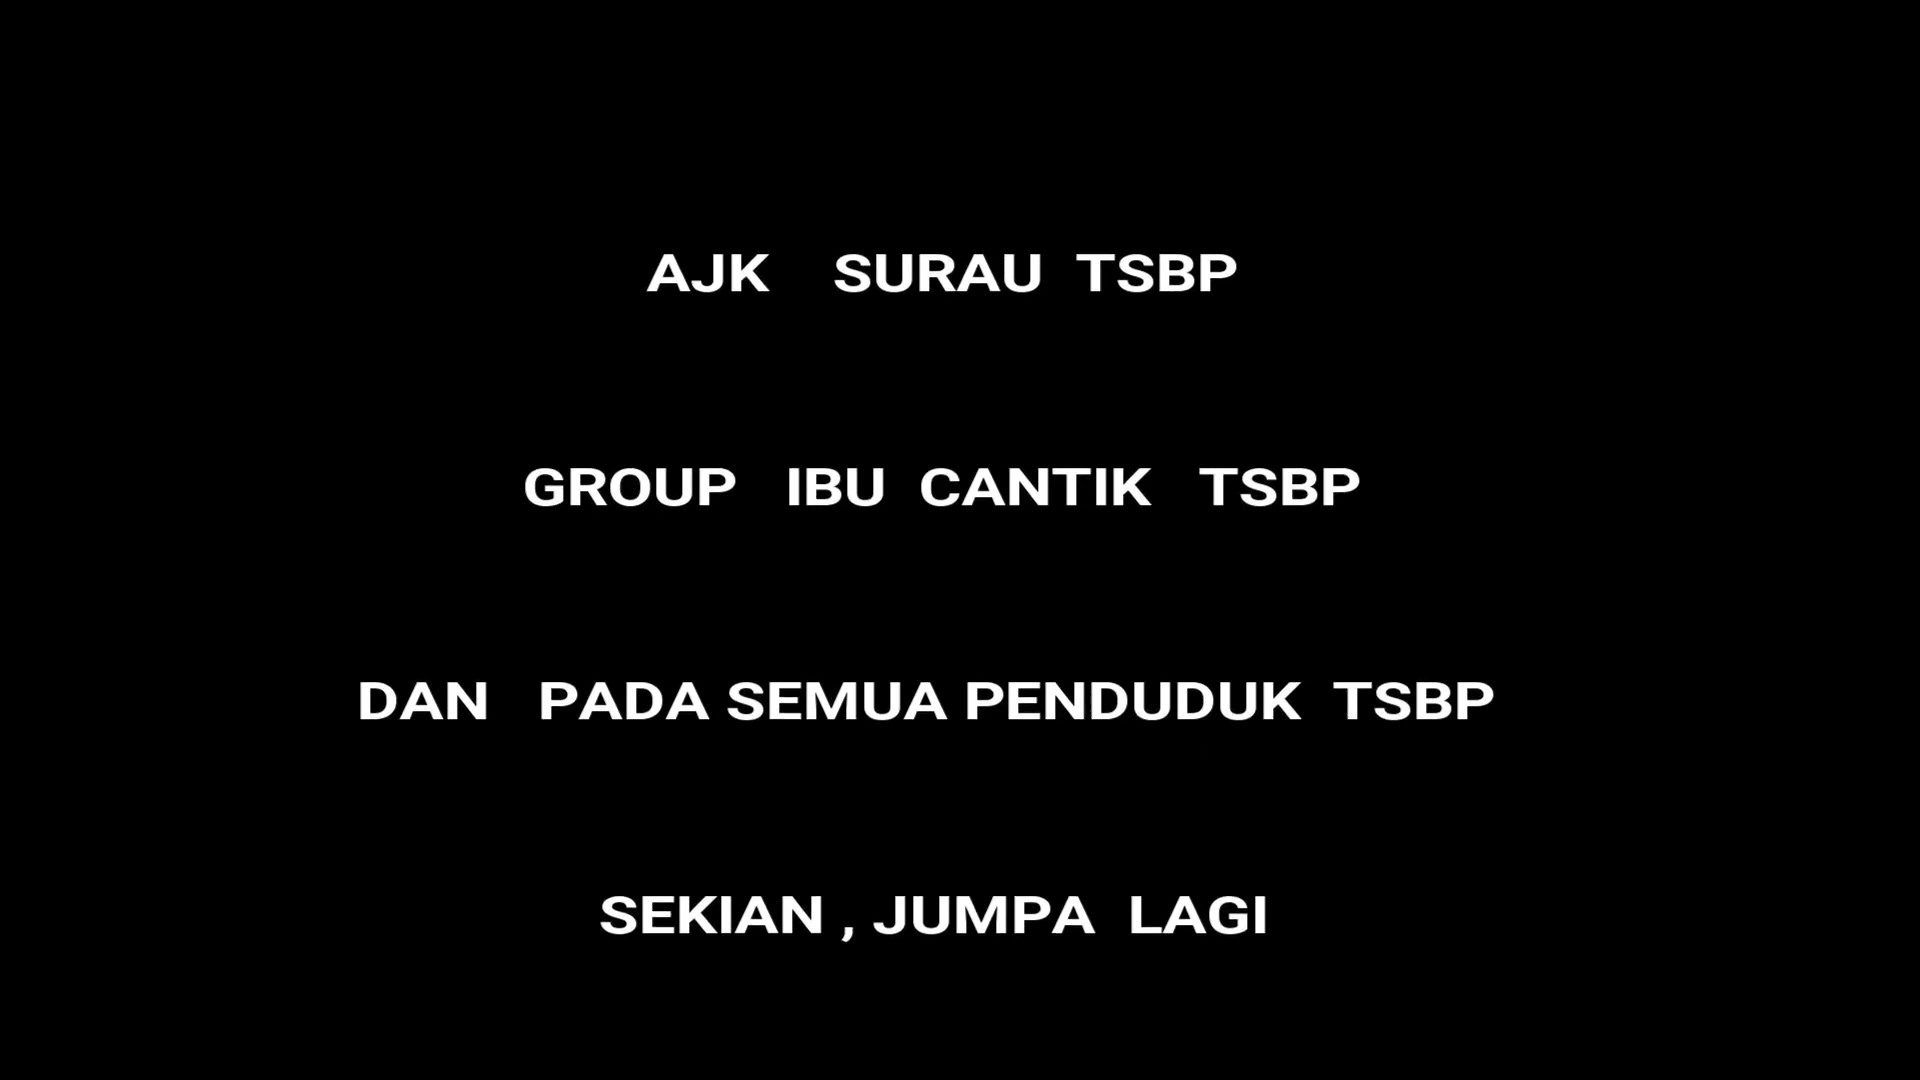 AJK SURAU TSBP
GROUP IBU CANTIK TSBP
DAN PADA SEMUA PENDUDUK TSBP
SEKIAN , JUMPA LAGI